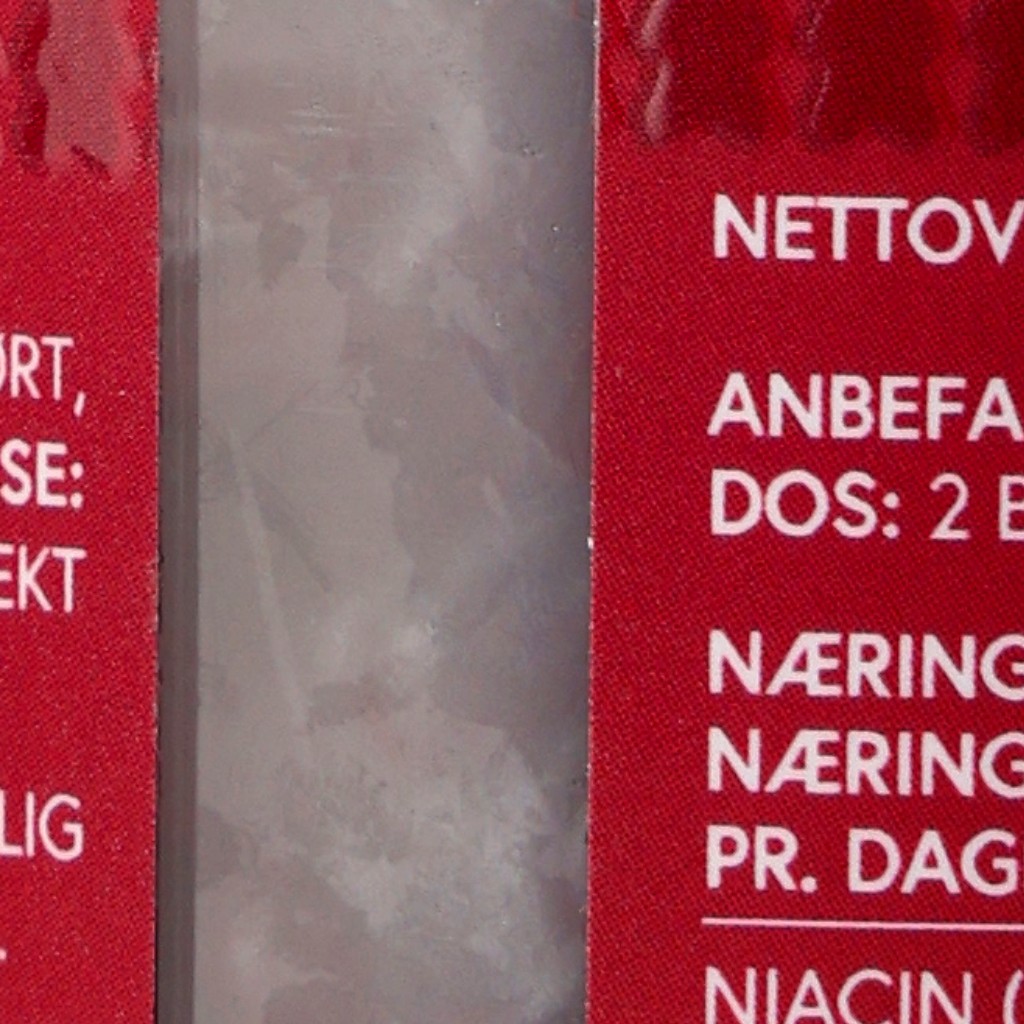 ØRT,
SE:
EKT
LIG
.
NETTOV
ANBEFA
DOS: 2 B
NÆRING
NÆRING
PR. DAG
NIACIN (